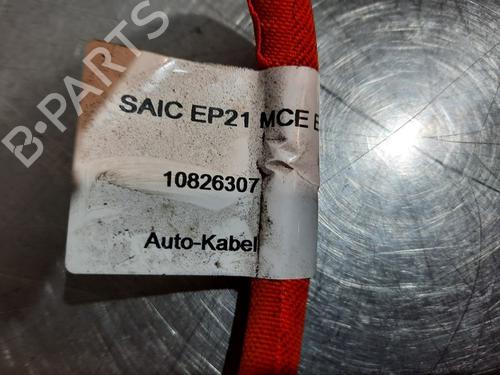 B-PARTS
SAIC EP21 MCE
10826307
Auto-Kabel